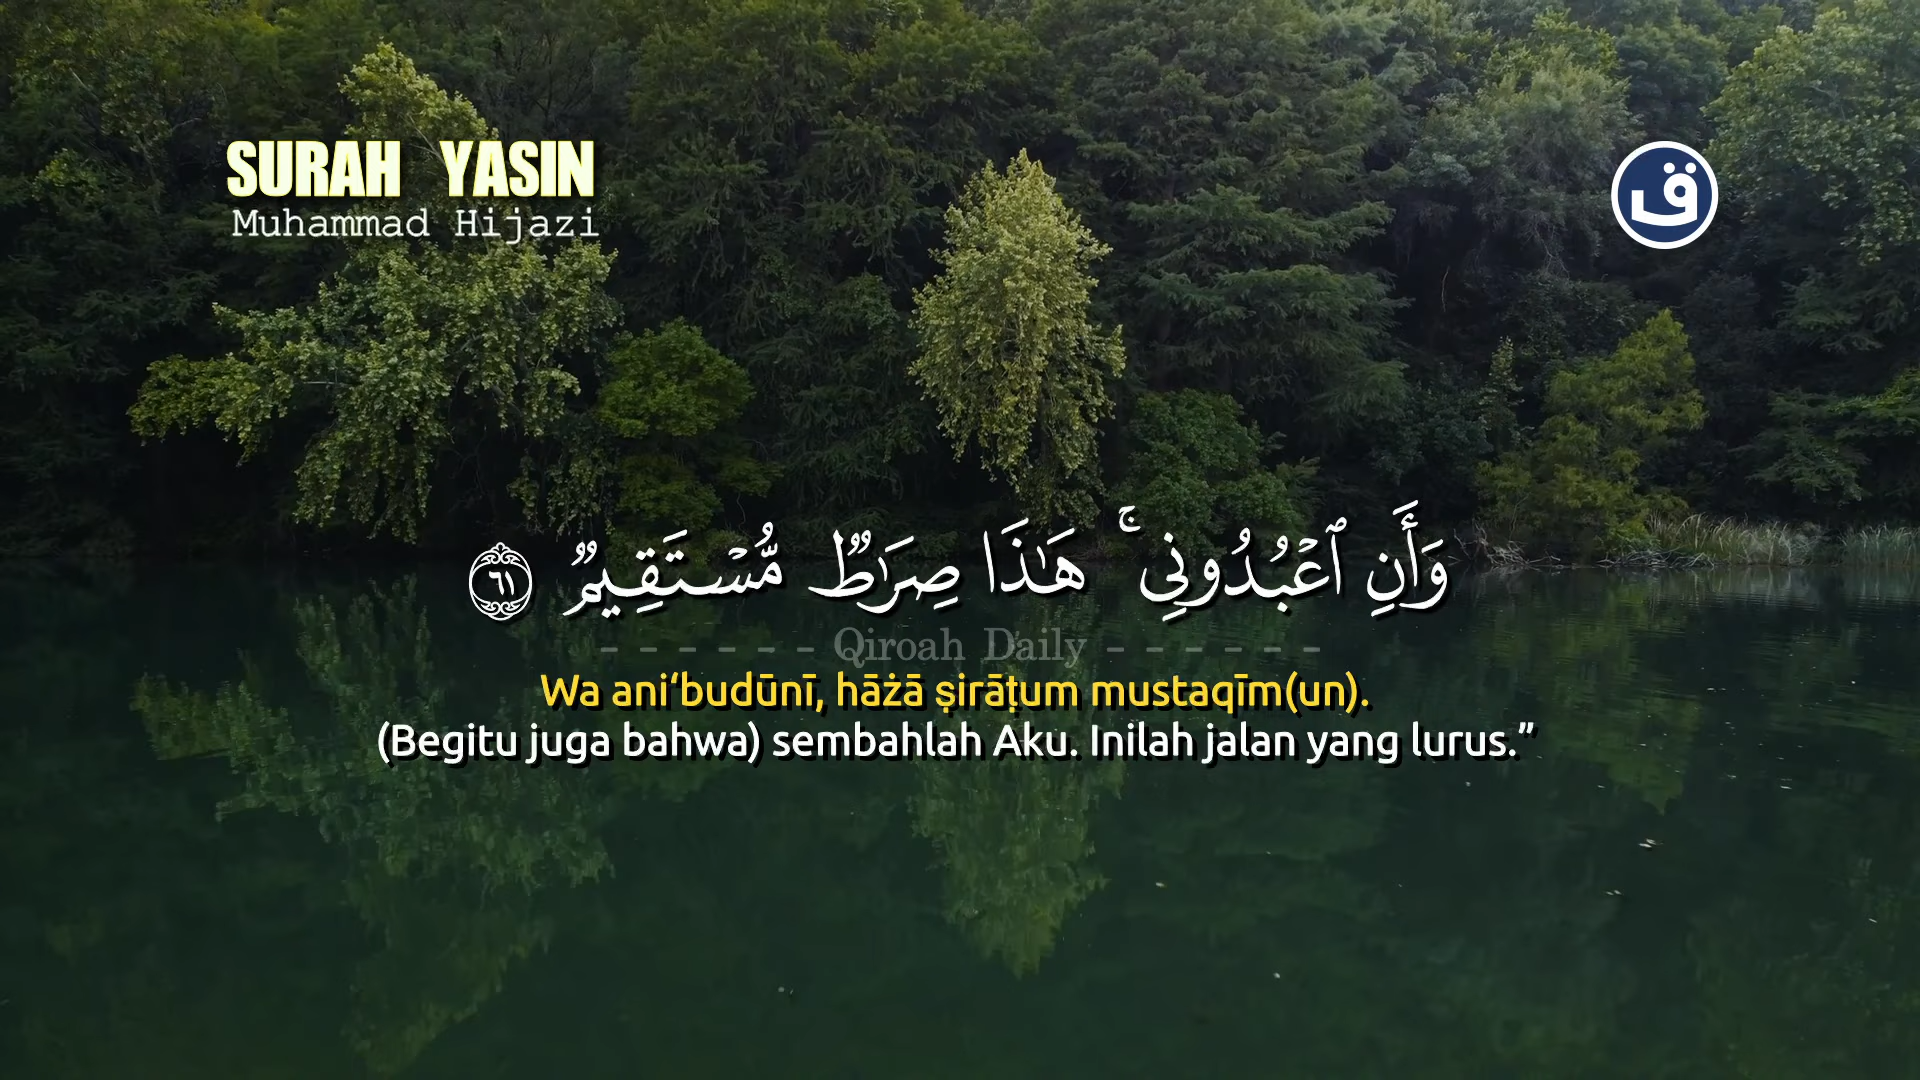 SURAH YASIN
Muhammad Hijazi
ق
وَأَنِ ٱعْبُدُونِى ۚ هَـٰذَا صِرَٰطٌ مُّسْتَقِيمٌ ٦١
- - - - - - Qiroah Daily - - - - - -
Wa ani‘budūnī, hāżā ṣirāṭum mustaqīm(un).
(Begitu juga bahwa) sembahlah Aku. Inilah jalan yang lurus.”